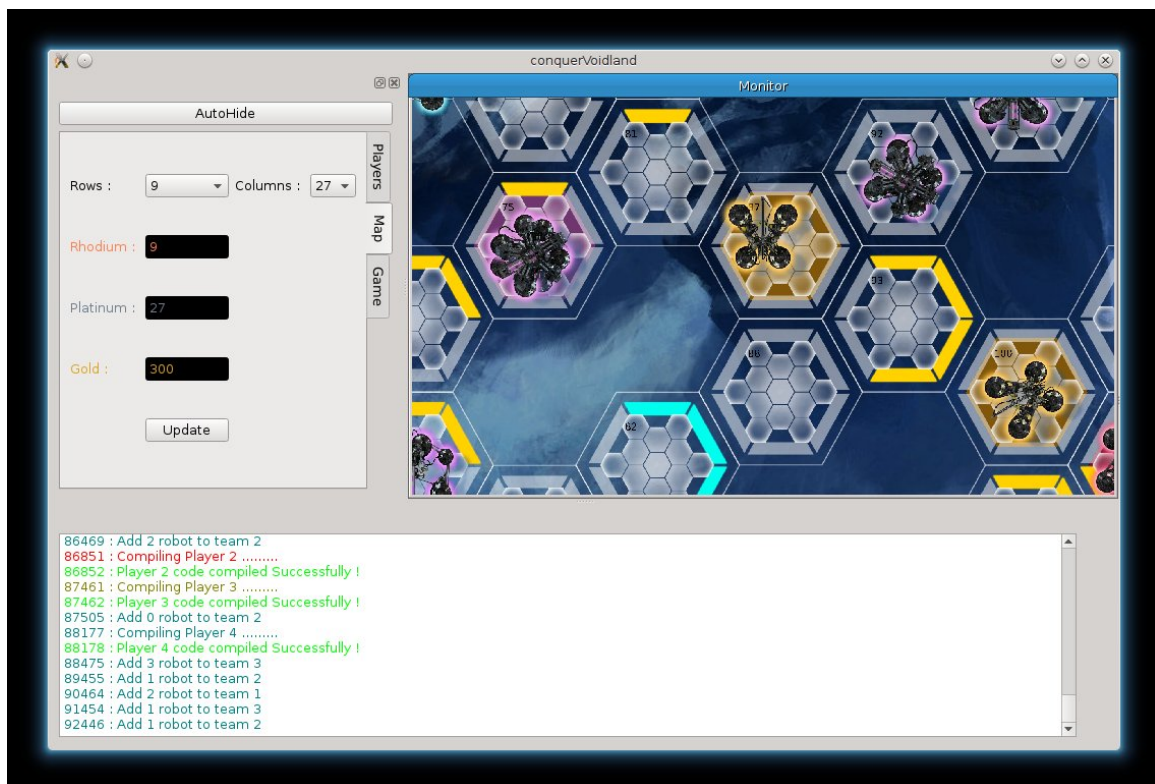 conquerVoidland
Monitor
AutoHide
Players
Map
Game
Rows : 9 Columns : 27
Rhodium : 9
Platinum : 27
Gold : 300
Update
81
92
75
93
86
100
62
86469 : Add 2 robot to team 2
86851 : Compiling Player 2 .........
86852 : Player 2 code compiled Successfully !
87461 : Compiling Player 3 .........
87462 : Player 3 code compiled Successfully !
87505 : Add 0 robot to team 2
88177 : Compiling Player 4 .........
88178 : Player 4 code compiled Successfully !
88475 : Add 3 robot to team 3
89455 : Add 1 robot to team 2
90464 : Add 2 robot to team 1
91454 : Add 1 robot to team 3
92446 : Add 1 robot to team 2